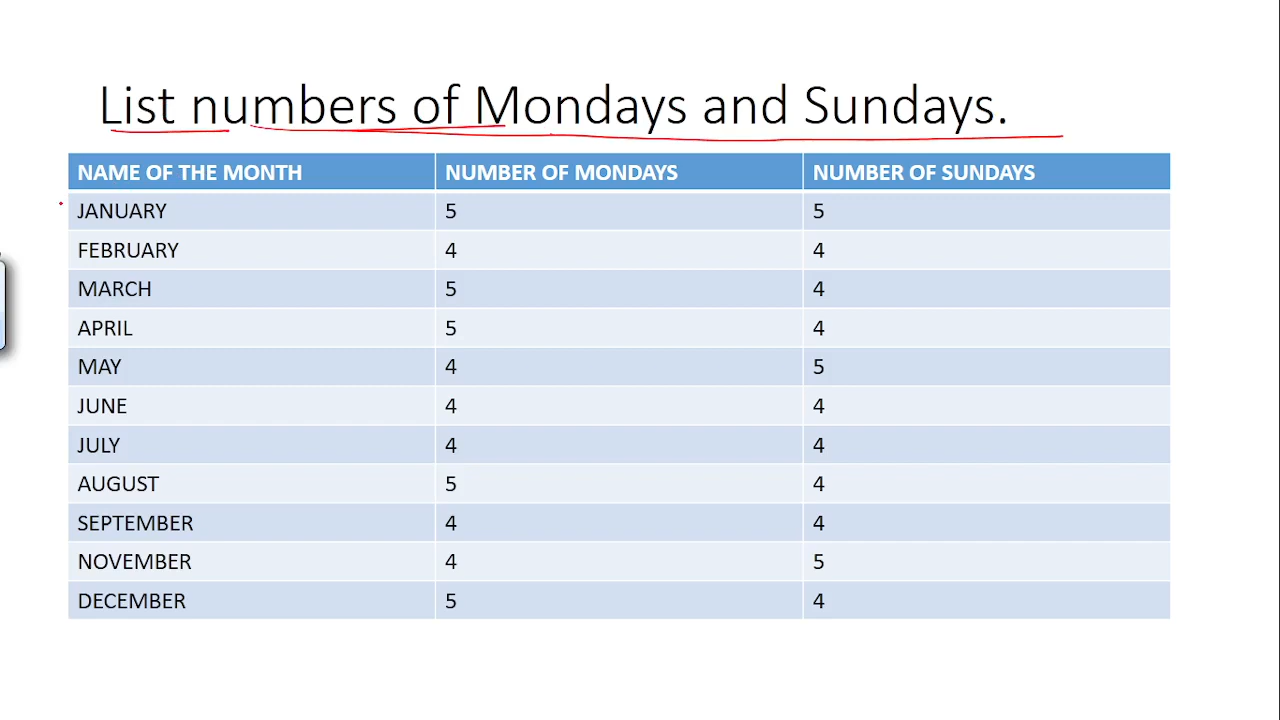 List numbers of Mondays and Sundays.
NAME OF THE MONTH NUMBER OF MONDAYS NUMBER OF SUNDAYS
JANUARY 5 5
FEBRUARY 4 4
MARCH 5 4
APRIL 5 4
MAY 4 5
JUNE 4 4
JULY 4 4
AUGUST 5 4
SEPTEMBER 4 4
NOVEMBER 4 5
DECEMBER 5 4